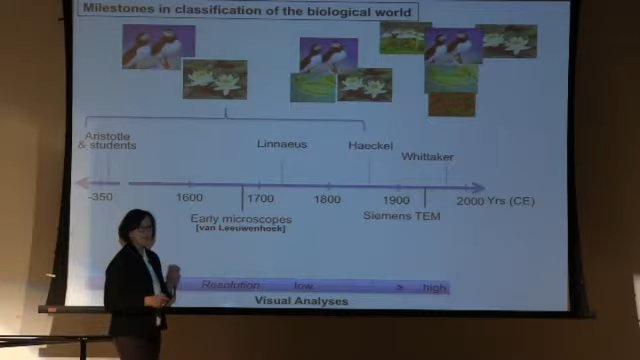 Milestones in classification of the biological world
Aristotle
& students
Linnaeus
Haeckel
Whittaker
-350
1600
1700
1800
1900
2000 Yrs (CE)
Early microscopes
[van Leeuwenhoek]
Siemens TEM
Resolution low > high
Visual Analyses